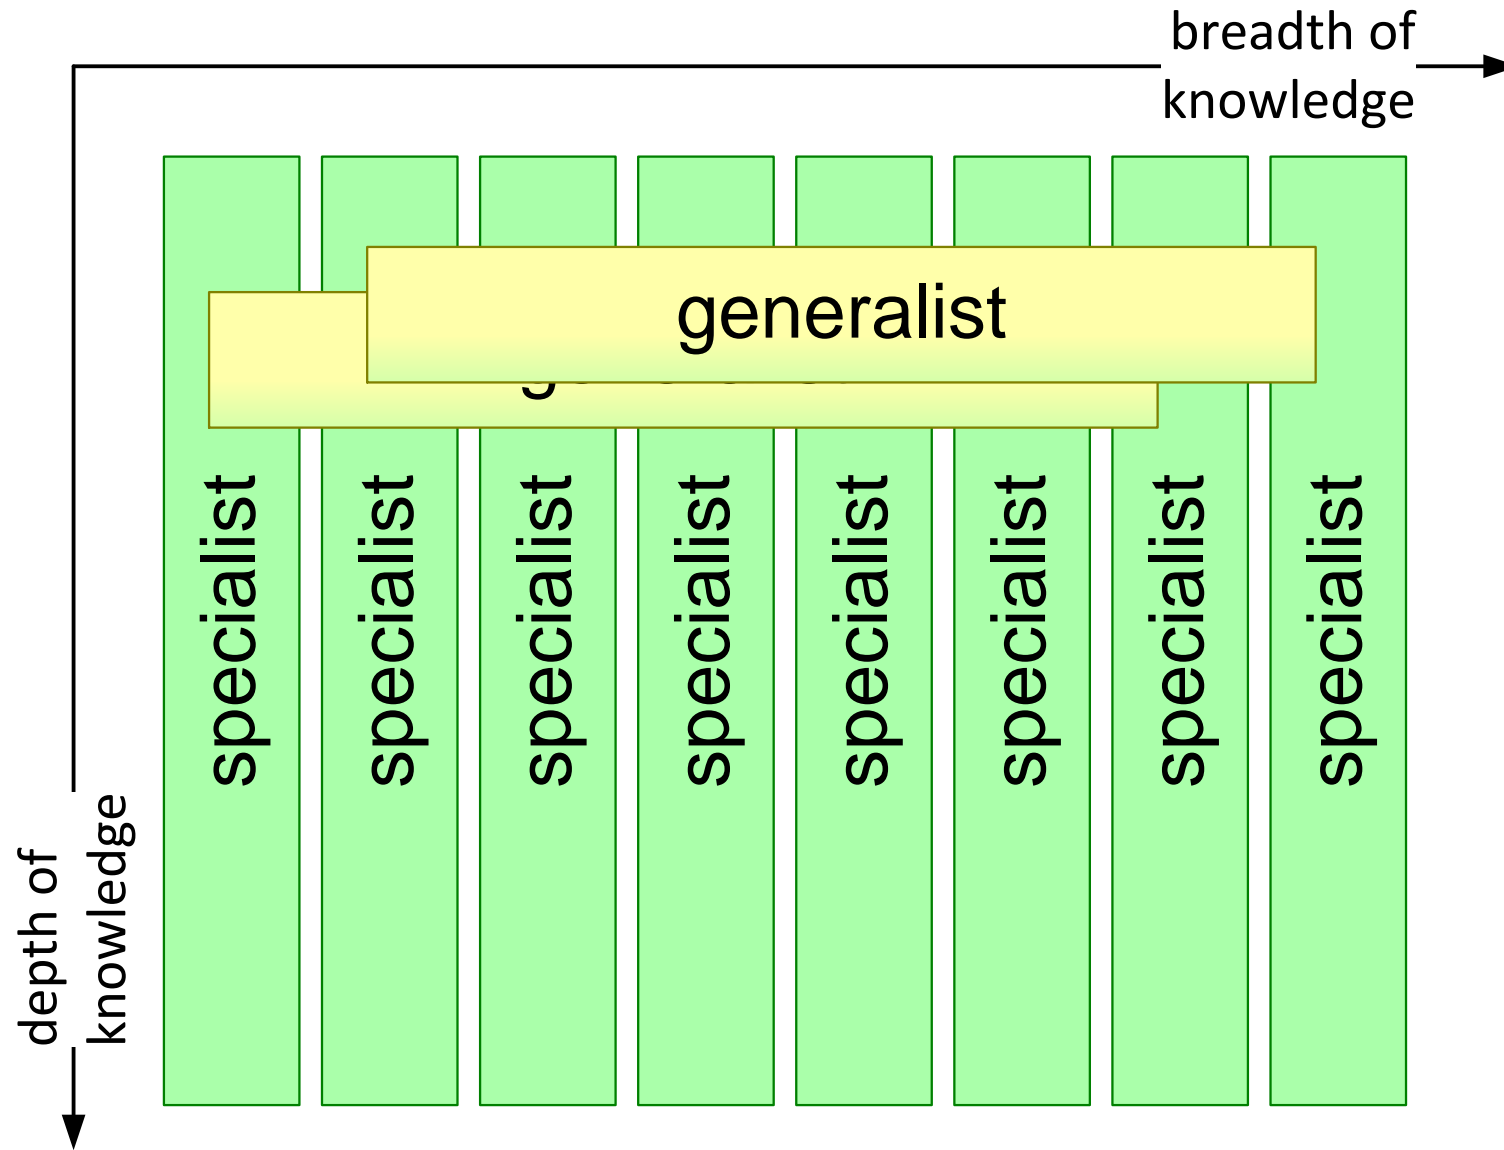 breadth of
knowledge
generalist
specialist
specialist
specialist
specialist
specialist
specialist
specialist
specialist
depth of
knowledge